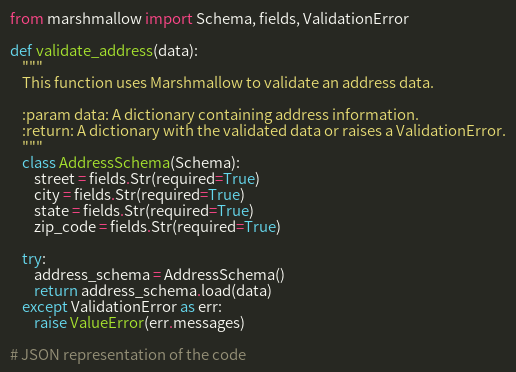 from marshmallow import Schema, fields, ValidationError

def validate_address(data):
    """
    This function uses Marshmallow to validate an address data.

    :param data: A dictionary containing address information.
    :return: A dictionary with the validated data or raises a ValidationError.
    """
    class AddressSchema(Schema):
        street = fields.Str(required=True)
        city = fields.Str(required=True)
        state = fields.Str(required=True)
        zip_code = fields.Str(required=True)

    try:
        address_schema = AddressSchema()
        return address_schema.load(data)
    except ValidationError as err:
        raise ValueError(err.messages)

# JSON representation of the code